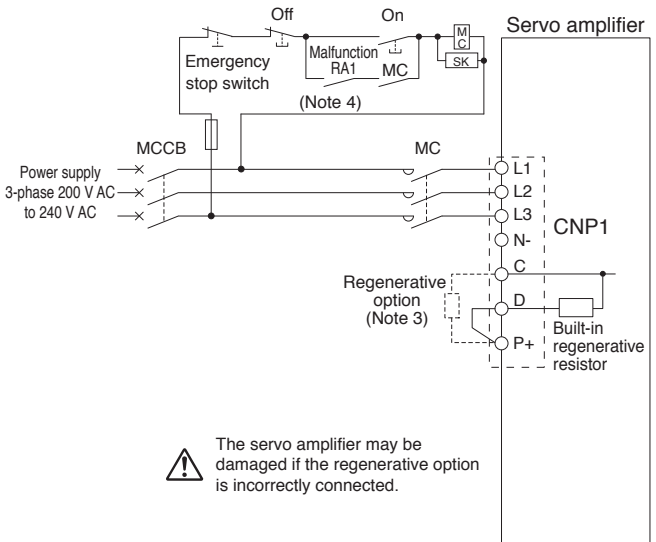 Off
On
Servo amplifier
M
C
Malfunction
RA1
MC
SK
Emergency
stop switch
(Note 4)
MCCB
MC
Power supply
3-phase 200 V AC
to 240 V AC
L1
L2
L3
N-
CNP1
C
Regenerative
option
(Note 3)
D
P+
Built-in
regenerative
resistor
The servo amplifier may be
damaged if the regenerative option
is incorrectly connected.